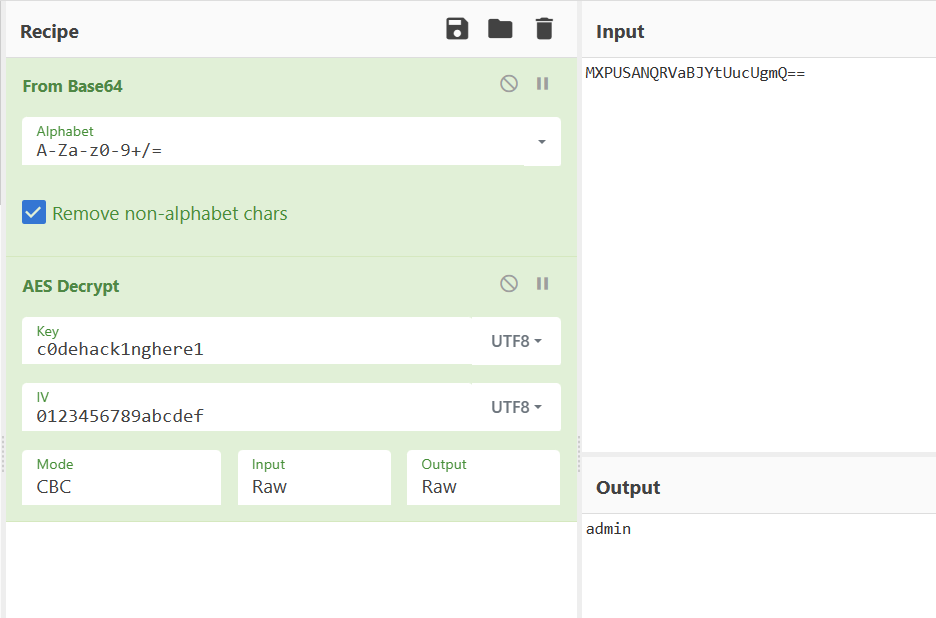 Recipe
From Base64
Alphabet
A-Za-z0-9+/=
Remove non-alphabet chars
AES Decrypt
Key
c0dehack1nghere1
UTF8
IV
0123456789abcdef
UTF8
Mode
CBC
Input
Raw
Output
Raw
Input
MXPUSANQRVaBJYtUucUgmQ==
Output
admin